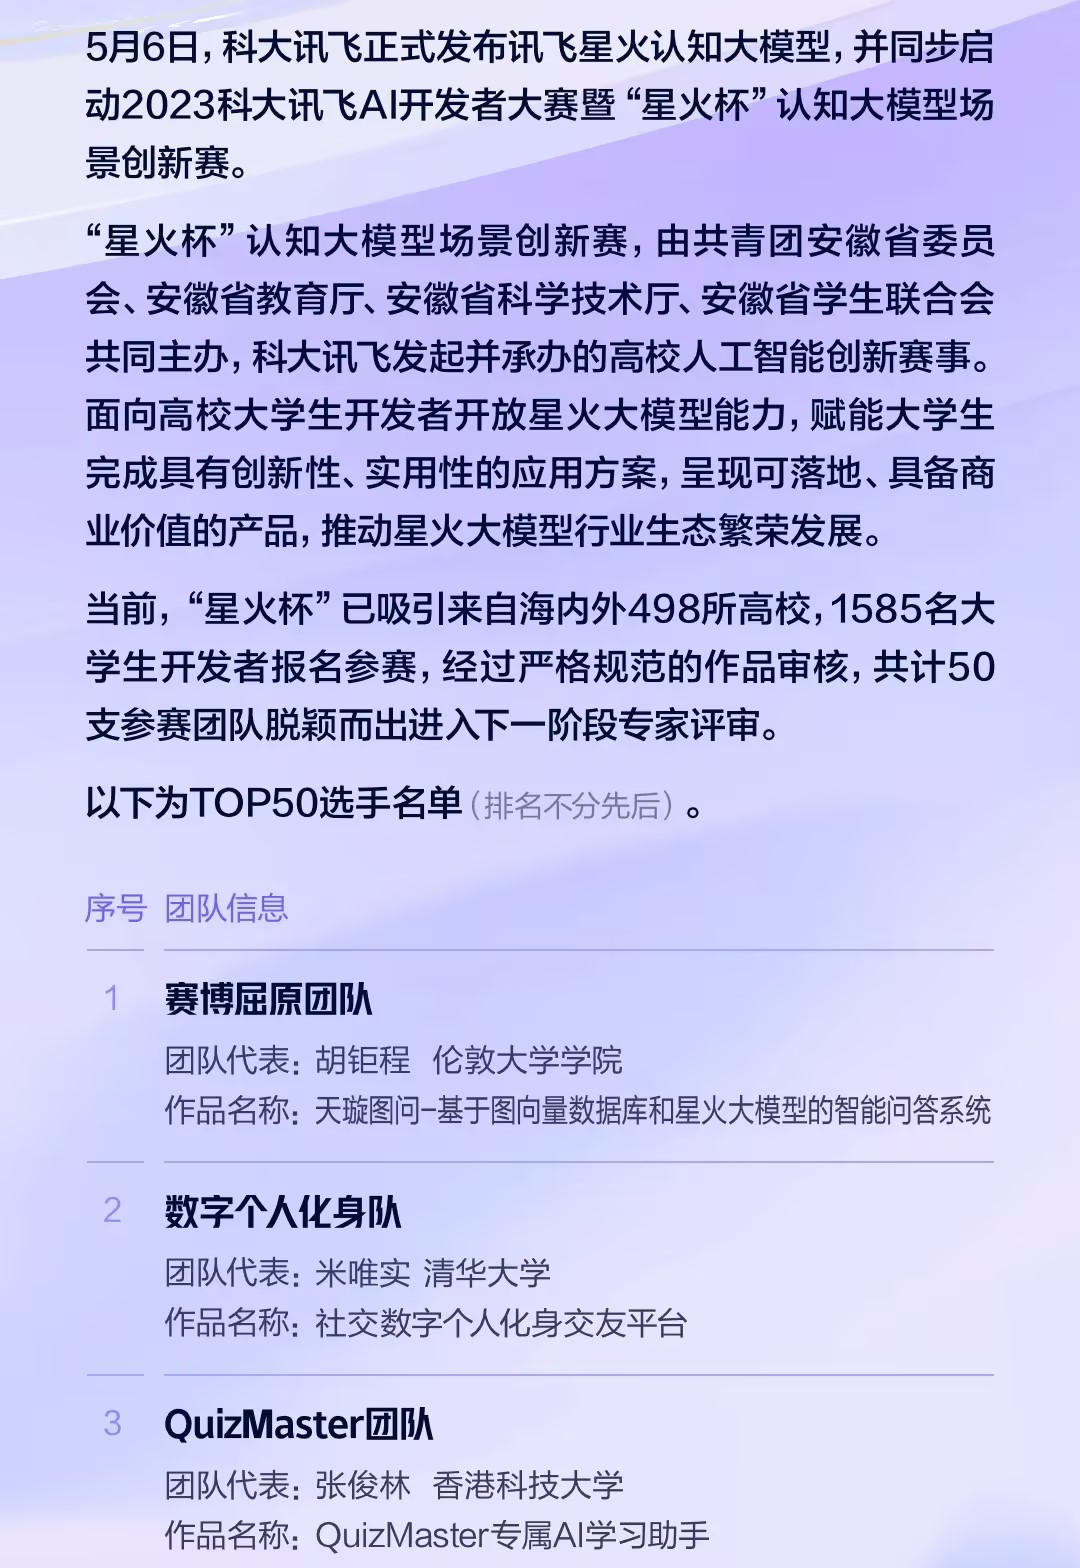 5月6日，科大讯飞正式发布讯飞星火认知大模型，并同步启
动2023科大讯飞AI开发者大赛暨“星火杯”认知大模型场
景创新赛。
“星火杯”认知大模型场景创新赛，由共青团安徽省委员
会、安徽省教育厅、安徽省科学技术厅、安徽省学生联合会
共同主办，科大讯飞发起并承办的高校人工智能创新赛事。
面向高校大学生开发者开放星火大模型能力，赋能大学生
完成具有创新性、实用性的应用方案，呈现可落地、具备商
业价值的产品，推动星火大模型行业生态繁荣发展。
当前，“星火杯”已吸引来自海内外498所高校，1585名大
学生开发者报名参赛，经过严格规范的作品审核，共计50
支参赛团队脱颖而出进入下一阶段专家评审。
以下为TOP50选手名单（排名不分先后）。
序号 团队信息
1 赛博屈原团队
团队代表：胡钜程 伦敦大学学院
作品名称：天璇图问-基于图向量数据库和星火大模型的智能问答系统
2 数字个人化身队
团队代表：米唯实 清华大学
作品名称：社交数字个人化身交友平台
3 QuizMaster团队
团队代表：张俊林 香港科技大学
作品名称：QuizMaster专属AI学习助手